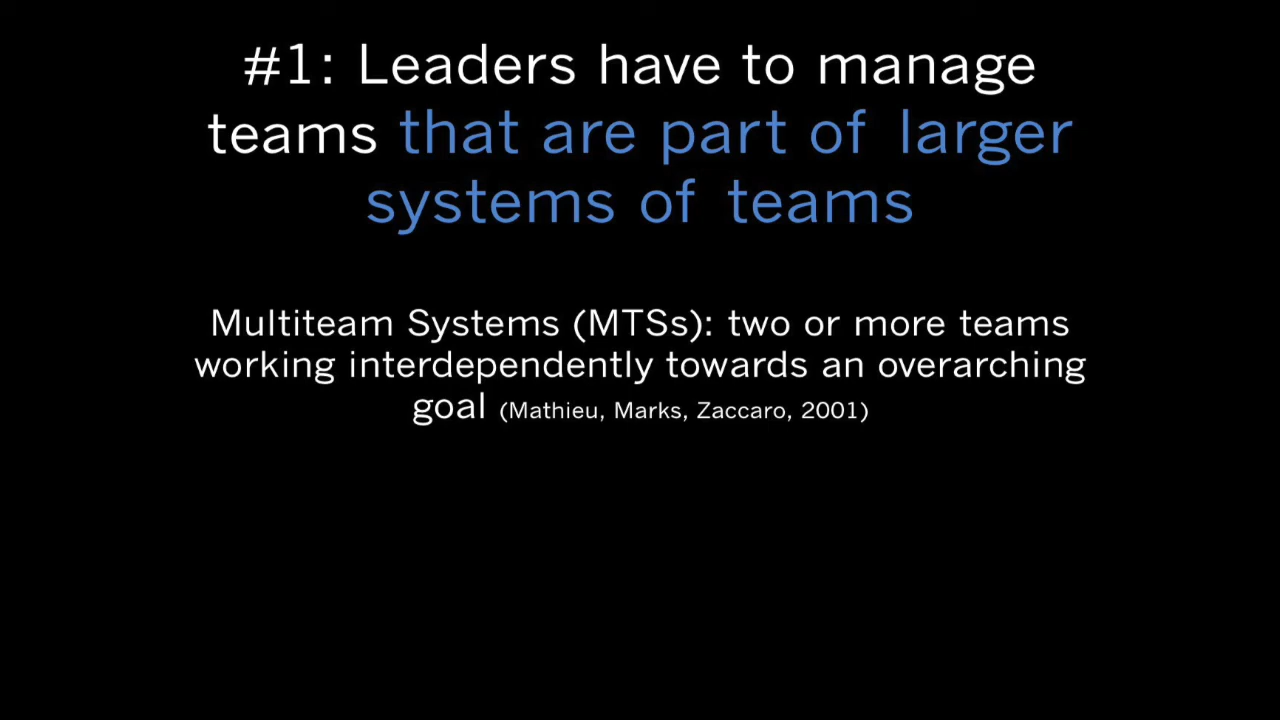 #1: Leaders have to manage
teams that are part of larger
systems of teams
Multiteam Systems (MTSs): two or more teams
working interdependently towards an overarching
goal (Mathieu, Marks, Zaccaro, 2001)